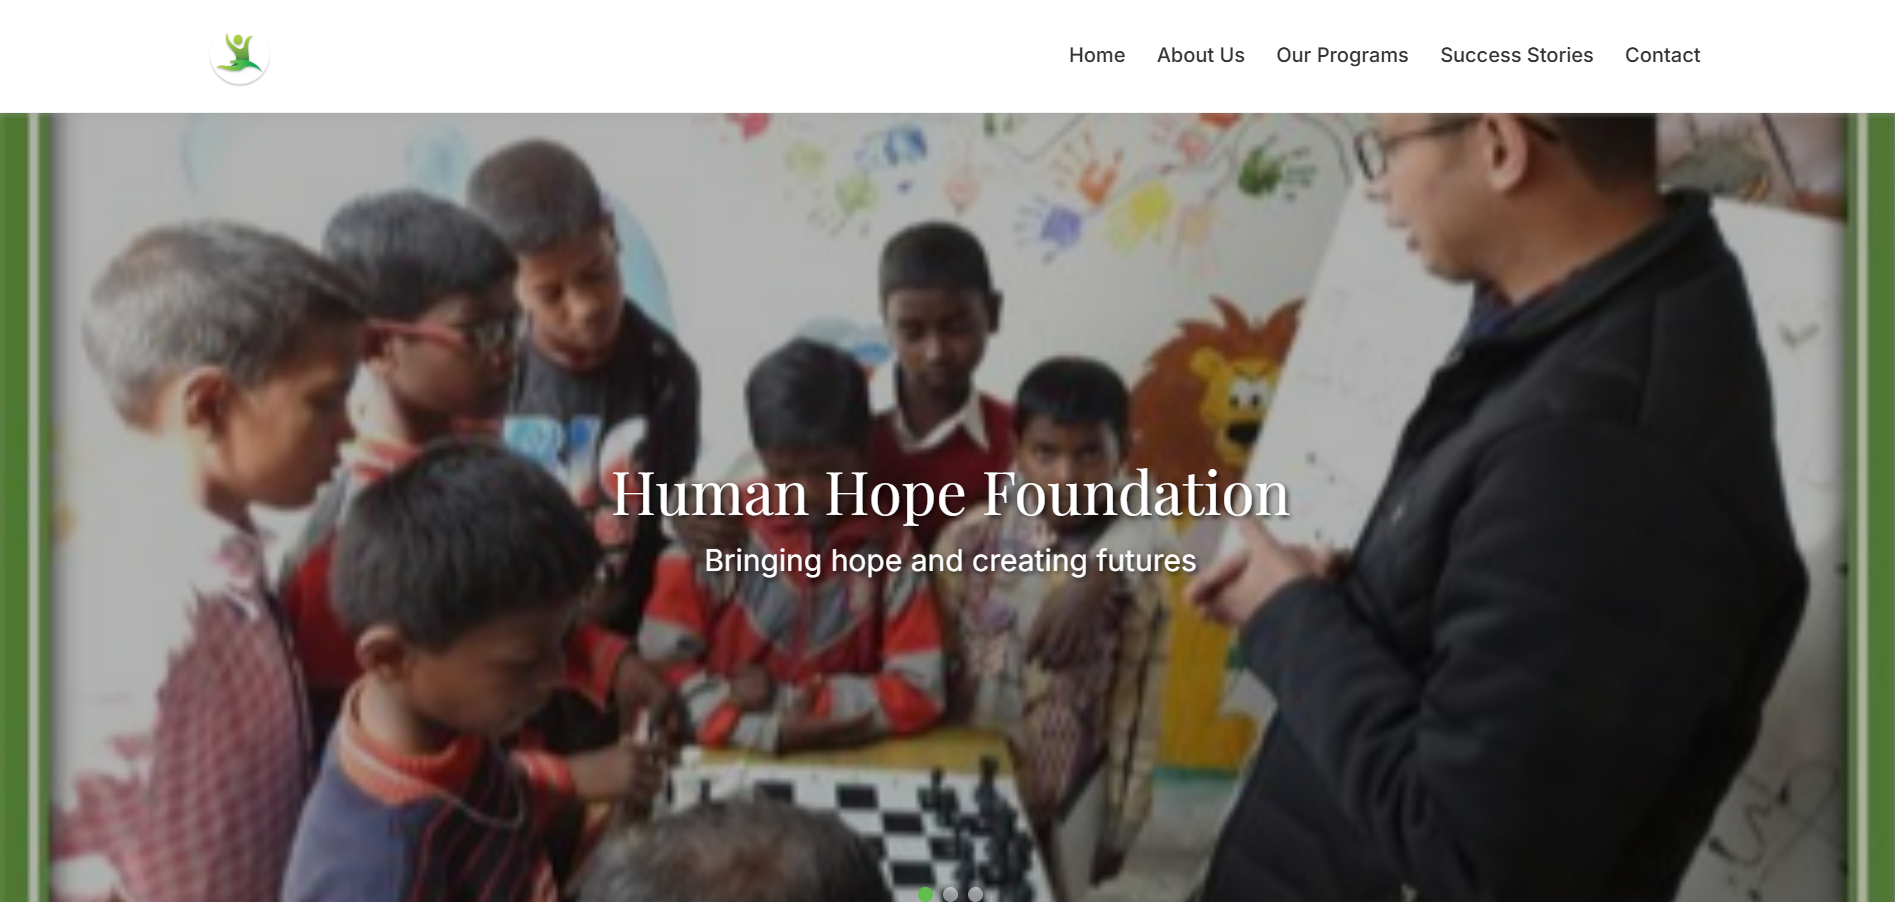 Home
About Us
Our Programs
Success Stories
Contact
Human Hope Foundation
Bringing hope and creating futures